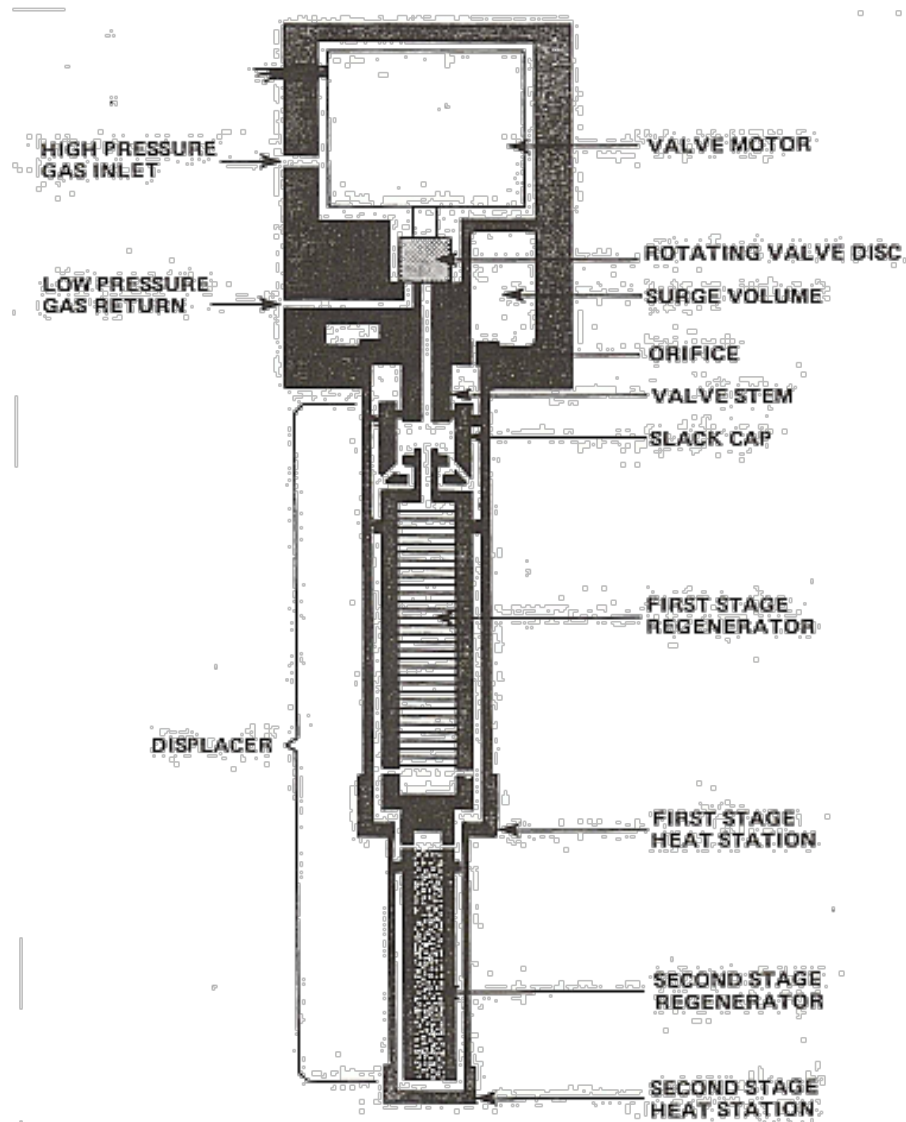 HIGH PRESSURE
GAS INLET
VALVE MOTOR
ROTATING VALVE DISC
LOW PRESSURE
GAS RETURN
SURGE VOLUME
ORIFICE
VALVE STEM
SLACK CAP
FIRST STAGE
REGENERATOR
DISPLACER
FIRST STAGE
HEAT STATION
SECOND STAGE
REGENERATOR
SECOND STAGE
HEAT STATION